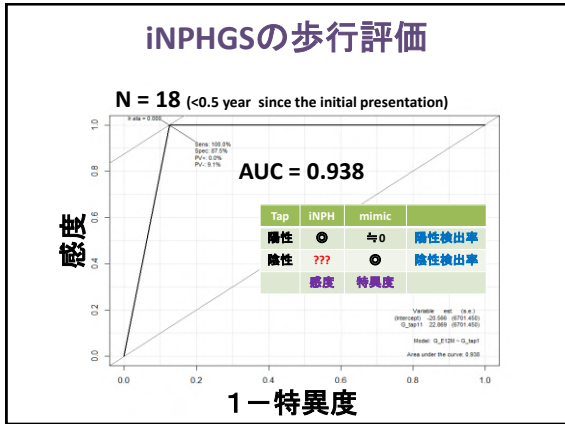 iNPHGSの歩行評価
N = 18 (<0.5 year since the initial presentation)
lr.eta = 0.000
Sens: 100.0%
Spec: 87.5%
PV+: 0.0%
PV-: 9.1%
AUC = 0.938
Tap iNPH mimic
陽性 ◎ ≒0 陽性検出率
陰性 ??? ◎ 陰性検出率
感度 特異度
Variable est. (s.e.)
(Intercept) -20.566 (6701.450)
G_tap11 22.869 (6701.450)
Model: G_E12M ~ G_tap1
Area under the curve: 0.938
感度
1.0
0.8
0.6
0.4
0.2
0.0
0.0 0.2 0.4 0.6 0.8 1.0
1－特異度